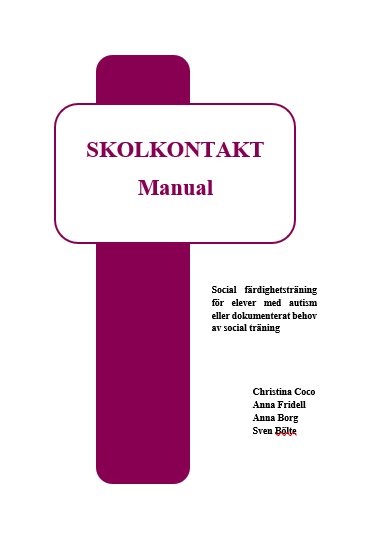 SKOLKONTAKT
Manual
Social färdighetsträning
för elever med autism
eller dokumenterat behov
av social träning
Christina Coco
Anna Fridell
Anna Borg
Sven Bölte